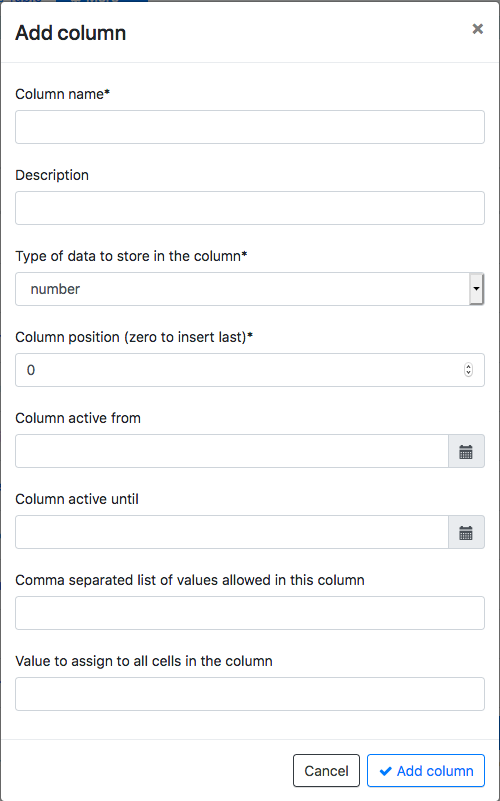 Add column
×
Column name*
Description
Type of data to store in the column*
number
Column position (zero to insert last)*
0
Column active from
Column active until
Comma separated list of values allowed in this column
Value to assign to all cells in the column
Cancel
Add column